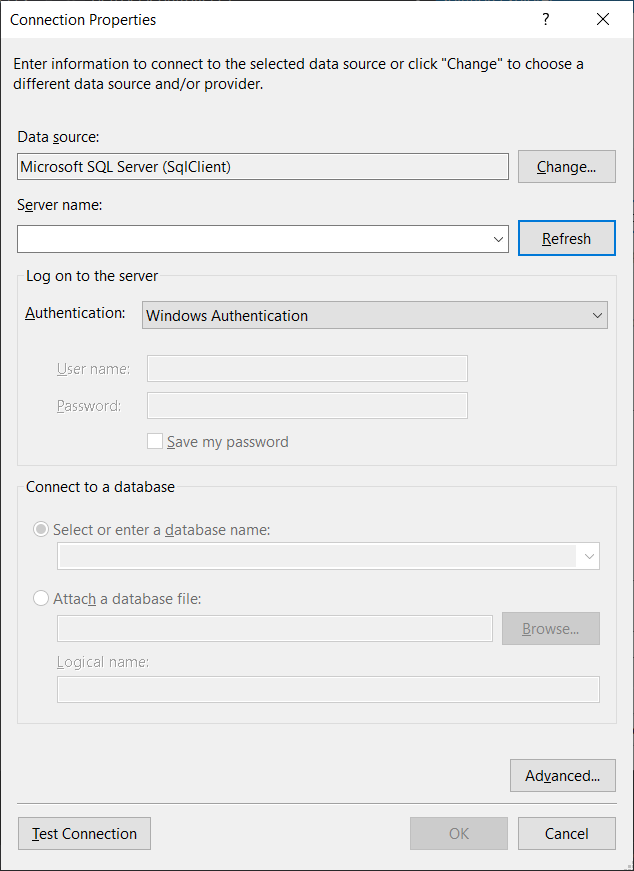 Connection Properties
?
Enter information to connect to the selected data source or click "Change" to choose a
different data source and/or provider.
Data source:
Microsoft SQL Server (SqlClient)
Change...
Server name:
Refresh
Log on to the server
Authentication:
Windows Authentication
User name:
Password:
Save my password
Connect to a database
Select or enter a database name:
Attach a database file:
Browse...
Logical name:
Advanced...
Test Connection
OK
Cancel